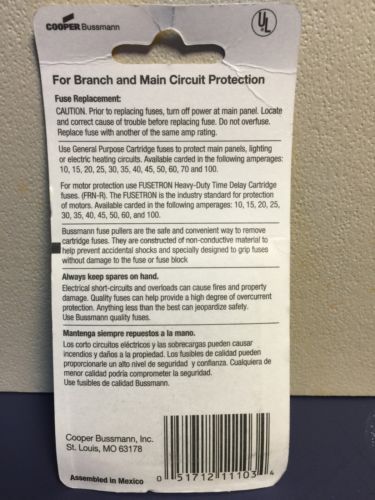 COOPER Bussmann
UL
For Branch and Main Circuit Protection
Fuse Replacement:
CAUTION. Prior to replacing fuses, turn off power at main panel. Locate
and correct cause of trouble before replacing fuse. Do not overfuse.
Replace fuse with another of the same amp rating.
Use General Purpose Cartridge fuses to protect main panels, lighting
or electric heating circuits. Available carded in the following amperages:
10, 15, 20, 25, 30, 35, 40, 45, 50, 60, 70 and 100.
For motor protection use FUSETRON Heavy-Duty Time Delay Cartridge
fuses. (FRN-R). The FUSETRON is the industry standard for protection
of motors. Available carded in the following amperages: 10, 15, 20, 25,
30, 35, 40, 45, 50, 60, and 100.
Bussmann fuse pullers are the safe and convenient way to remove
cartridge fuses. They are constructed of non-conductive material to
help prevent accidental shocks and specially designed to grip fuses
without damage to the fuse or fuse block
Always keep spares on hand.
Electrical short-circuits and overloads can cause fires and property
damage. Quality fuses can help provide a high degree of overcurrent
protection. Anything less than the best can jeopardize safety.
Use Bussmann quality fuses.
Mantenga siempre repuestos a la mano.
Los corto circuitos eléctricos y las sobrecargas pueden causar
incendios y daños a la propiedad. Los fusibles de calidad pueden
proporcionarle un alto nivel de seguridad y confianza. Cualquiera de
menor calidad podría comprometer la seguridad.
Use fusibles de calidad Bussmann.
Cooper Bussmann, Inc.
St. Louis, MO 63178
Assembled in Mexico
0 51712 11103 4